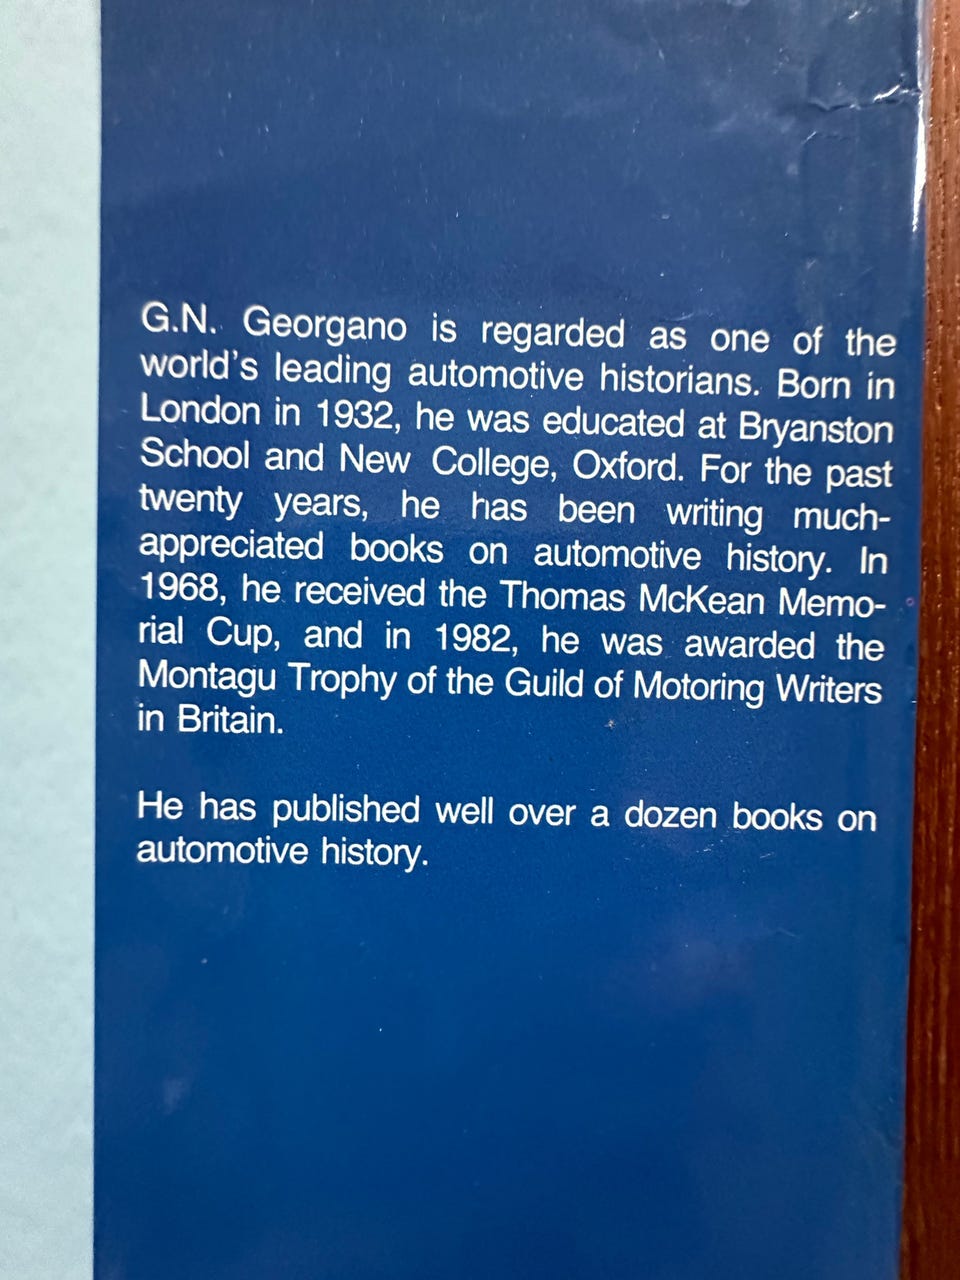 G.N. Georgano is regarded as one of the
world's leading automotive historians. Born in
London in 1932, he was educated at Bryanston
School and New College, Oxford. For the past
twenty years, he has been writing much-
appreciated books on automotive history. In
1968, he received the Thomas McKean Memo-
rial Cup, and in 1982, he was awarded the
Montagu Trophy of the Guild of Motoring Writers
in Britain.
He has published well over a dozen books on
automotive history.